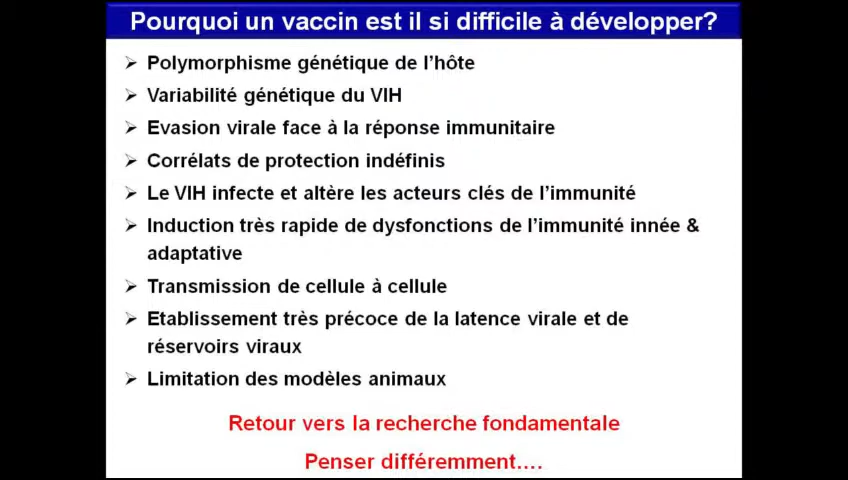 Pourquoi un vaccin est il si difficile à développer?
➢ Polymorphisme génétique de l'hôte
➢ Variabilité génétique du VIH
➢ Evasion virale face à la réponse immunitaire
➢ Corrélats de protection indéfinis
➢ Le VIH infecte et altère les acteurs clés de l'immunité
➢ Induction très rapide de dysfonctions de l'immunité innée &
adaptative
➢ Transmission de cellule à cellule
➢ Etablissement très précoce de la latence virale et de
réservoirs viraux
➢ Limitation des modèles animaux
Retour vers la recherche fondamentale
Penser différemment....